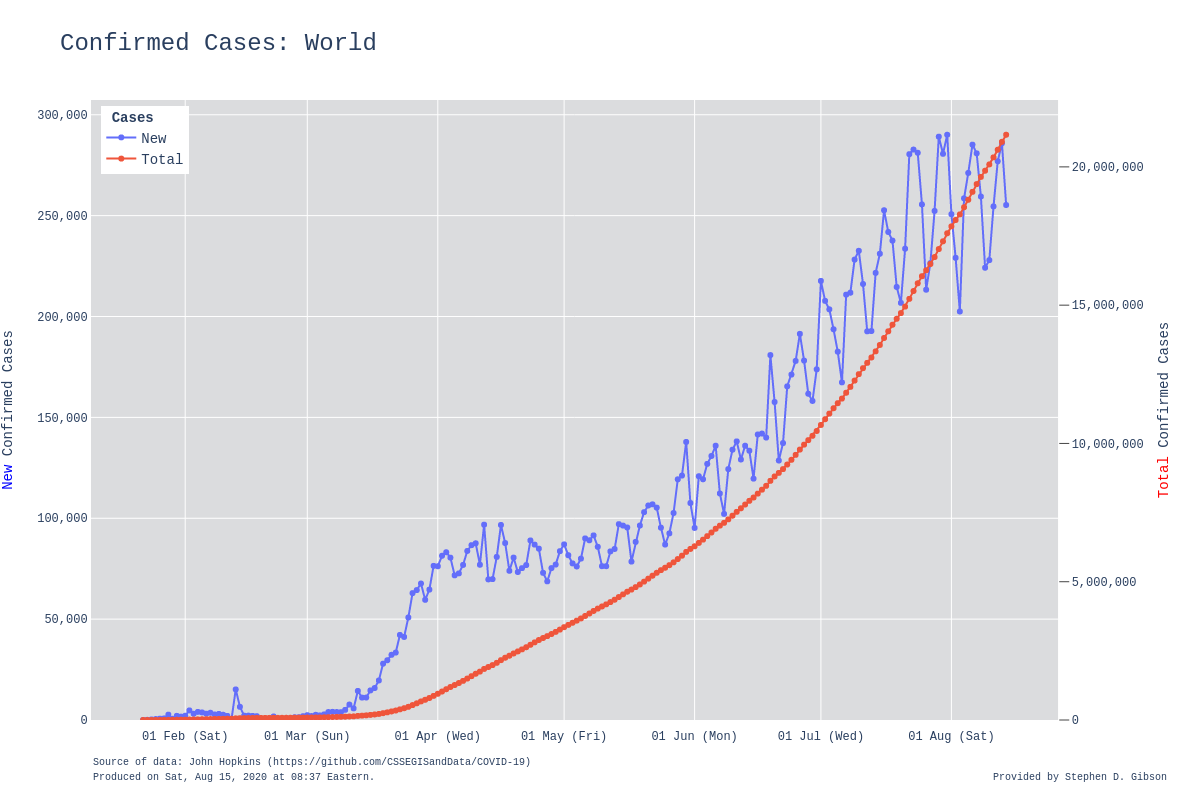 Confirmed Cases: World
Cases
New
Total
300,000
250,000
200,000
150,000
100,000
50,000
0
New Confirmed Cases
20,000,000
15,000,000
10,000,000
5,000,000
0
Total Confirmed Cases
01 Feb (Sat) 01 Mar (Sun) 01 Apr (Wed) 01 May (Fri) 01 Jun (Mon) 01 Jul (Wed) 01 Aug (Sat)
Source of data: John Hopkins (https://github.com/CSSEGISandData/COVID-19)
Produced on Sat, Aug 15, 2020 at 08:37 Eastern.
Provided by Stephen D. Gibson